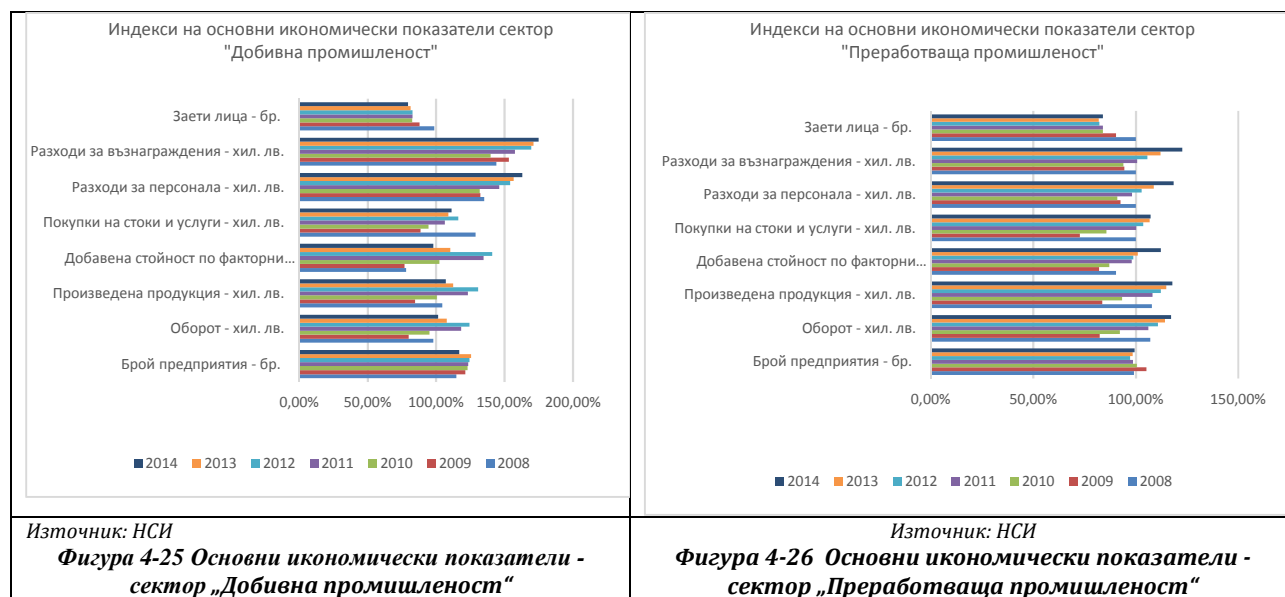 Индекси на основни икономически показатели сектор
"Добивна промишленост"
Заети лица - бр.
Разходи за възнаграждения - хил. лв.
Разходи за персонала - хил. лв.
Покупки на стоки и услуги - хил. лв.
Добавена стойност по факторни...
Произведена продукция - хил. лв.
Оборот - хил. лв.
Брой предприятия - бр.
0,00% 50,00% 100,00% 150,00% 200,00%
2014 2013 2012 2011 2010 2009 2008
Източник: НСИ
Фигура 4-25 Основни икономически показатели -
сектор „Добивна промишленост“
Индекси на основни икономически показатели сектор
"Преработваща промишленост"
Заети лица - бр.
Разходи за възнаграждения - хил. лв.
Разходи за персонала - хил. лв.
Покупки на стоки и услуги - хил. лв.
Добавена стойност по факторни...
Произведена продукция - хил. лв.
Оборот - хил. лв.
Брой предприятия - бр.
0,00% 50,00% 100,00% 150,00%
2014 2013 2012 2011 2010 2009 2008
Източник: НСИ
Фигура 4-26 Основни икономически показатели -
сектор „Преработваща промишленост“